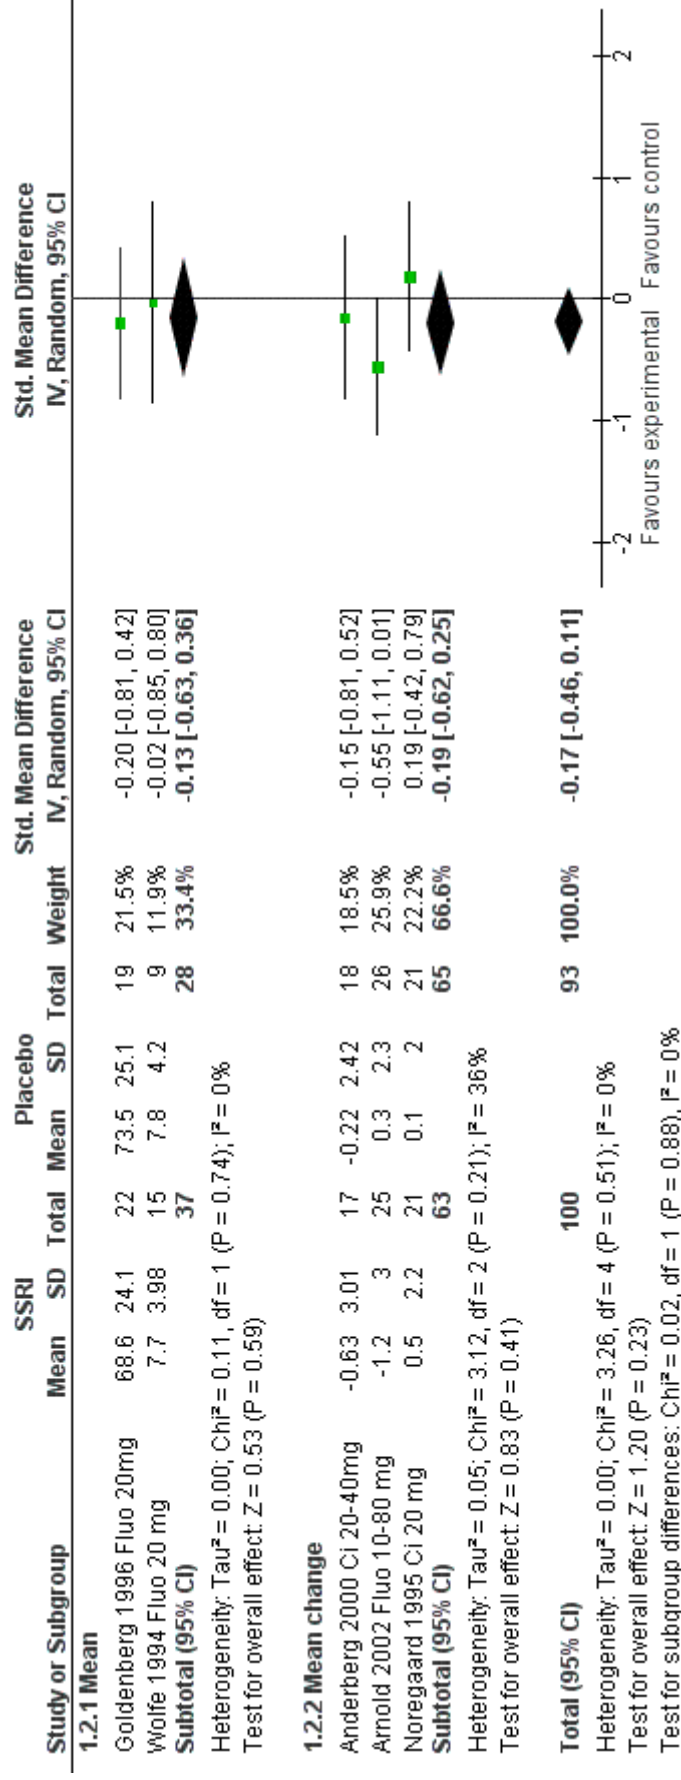 SSRI Placebo Std. Mean Difference Std. Mean Difference
Study or Subgroup Mean SD Total Mean SD Total Weight IV, Random, 95% CI IV, Random, 95% CI
1.2.1 Mean
Goldenberg 1996 Fluo 20mg 68.6 24.1 22 73.5 25.1 19 21.5% -0.20 [-0.81, 0.42]
Wolfe 1994 Fluo 20 mg 7.7 3.98 15 7.8 4.2 9 11.9% -0.02 [-0.85, 0.80]
Subtotal (95% CI) 37 28 33.4% -0.13 [-0.63, 0.36]
Heterogeneity: Tau² = 0.00; Chi² = 0.11, df = 1 (P = 0.74); I² = 0%
Test for overall effect: Z = 0.53 (P = 0.59)
1.2.2 Mean change
Anderberg 2000 Ci 20-40mg -0.63 3.01 17 -0.22 2.42 18 18.5% -0.15 [-0.81, 0.52]
Arnold 2002 Fluo 10-80 mg -1.2 3 25 0.3 2.3 26 25.9% -0.55 [-1.11, 0.01]
Noregaard 1995 Ci 20 mg 0.5 2.2 21 0.1 2 21 22.2% 0.19 [-0.42, 0.79]
Subtotal (95% CI) 63 65 66.6% -0.19 [-0.62, 0.25]
Heterogeneity: Tau² = 0.05; Chi² = 3.12, df = 2 (P = 0.21); I² = 36%
Test for overall effect: Z = 0.83 (P = 0.41)
Total (95% CI) 100 93 100.0% -0.17 [-0.46, 0.11]
Heterogeneity: Tau² = 0.00; Chi² = 3.26, df = 4 (P = 0.51); I² = 0%
Test for overall effect: Z = 1.20 (P = 0.23)
Test for subgroup differences: Chi² = 0.02, df = 1 (P = 0.88), I² = 0%
-2 -1 0 1 2
Favours experimental Favours control